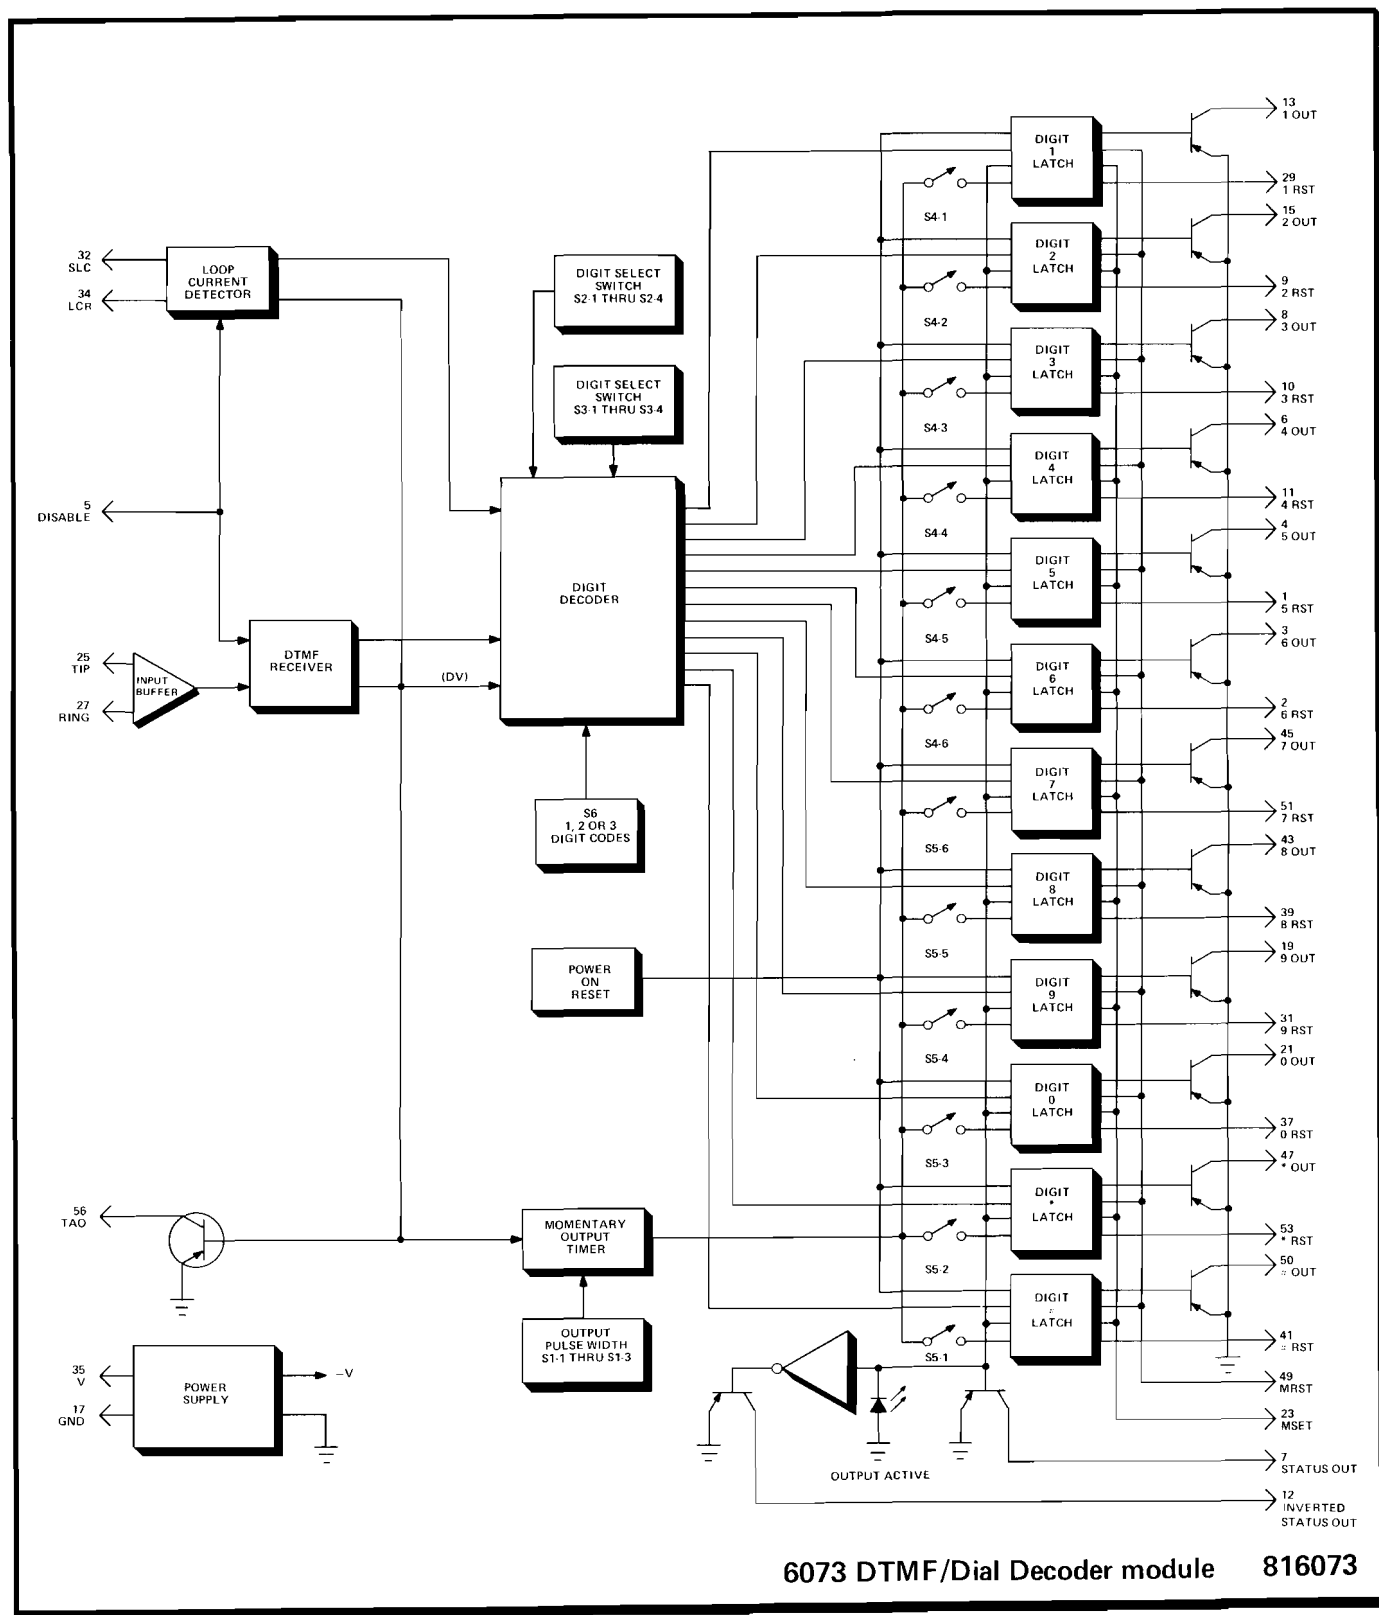 13
1 OUT
DIGIT
1
LATCH
29
1 RST
S4-1
15
2 OUT
DIGIT
2
LATCH
9
2 RST
S4-2
8
3 OUT
DIGIT
3
LATCH
10
3 RST
S4-3
6
4 OUT
DIGIT
4
LATCH
11
4 RST
S4-4
4
5 OUT
DIGIT
5
LATCH
1
5 RST
S4-5
3
6 OUT
DIGIT
6
LATCH
2
6 RST
S4-6
45
7 OUT
DIGIT
7
LATCH
51
7 RST
S5-6
43
8 OUT
DIGIT
8
LATCH
39
8 RST
S5-5
19
9 OUT
DIGIT
9
LATCH
31
9 RST
S5-4
21
0 OUT
DIGIT
0
LATCH
37
0 RST
S5-3
47
* OUT
DIGIT
*
LATCH
53
* RST
S5-2
50
# OUT
DIGIT
#
LATCH
41
# RST
S5-1
49
MRST
23
MSET
7
STATUS OUT
12
INVERTED
STATUS OUT
32
SLC
34
LCR
LOOP
CURRENT
DETECTOR
DIGIT SELECT
SWITCH
S2-1 THRU S2-4
DIGIT SELECT
SWITCH
S3-1 THRU S3-4
5
DISABLE
DIGIT
DECODER
25
TIP
27
RING
INPUT
BUFFER
DTMF
RECEIVER
(DV)
S6
1, 2 OR 3
DIGIT CODES
POWER
ON
RESET
56
TAO
MOMENTARY
OUTPUT
TIMER
OUTPUT
PULSE WIDTH
S1-1 THRU S1-3
35
V
17
GND
POWER
SUPPLY
-V
OUTPUT ACTIVE
6073 DTMF/Dial Decoder module 816073